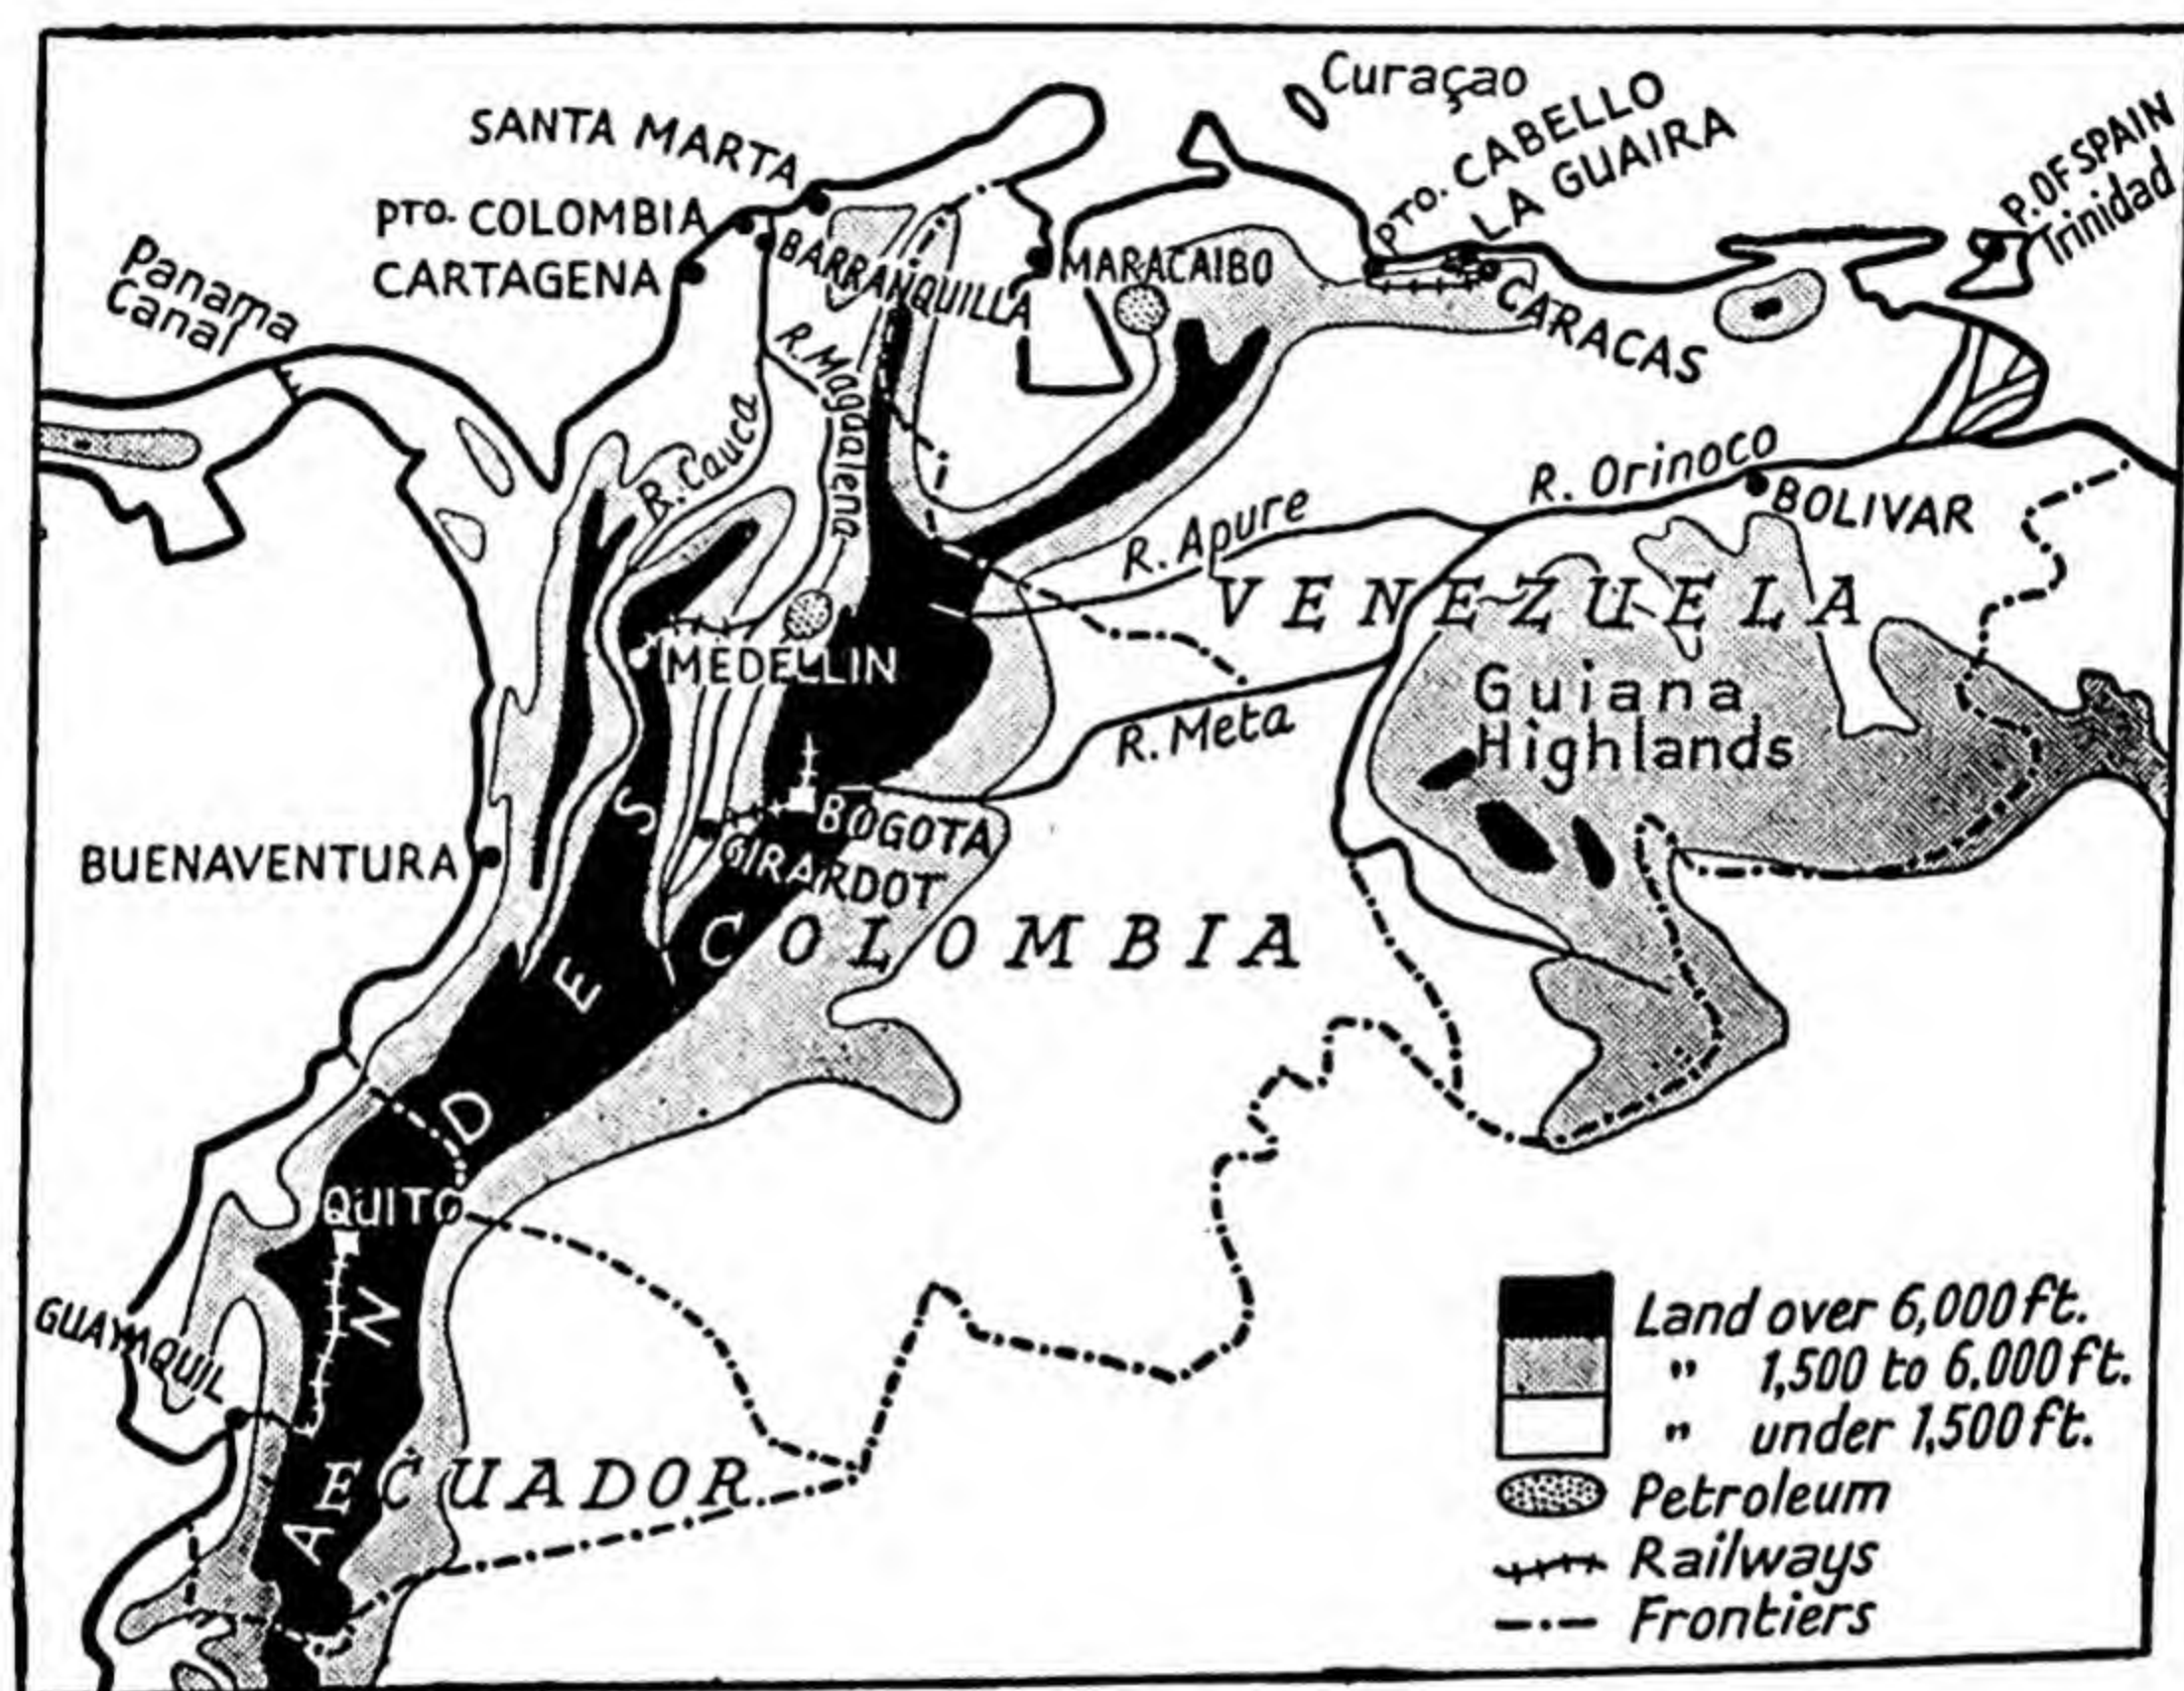 Curaçao
SANTA MARTA
PTO. CABELLO
LA GUAIRA
P. OF SPAIN
Trinidad
PTO. COLOMBIA
CARTAGENA
BARRANQUILLA
MARACAIBO
CARACAS
Panama
Canal
R. Magdalena
R. Cauca
R. Orinoco
BOLIVAR
R. Apure
VENEZUELA
MEDELLIN
Guiana
Highlands
R. Meta
BOGOTA
GIRARDOT
BUENAVENTURA
COLOMBIA
ANDES
QUITO
GUAYAQUIL
ECUADOR
Land over 6,000 ft.
" 1,500 to 6.000 ft.
" under 1,500 ft.
Petroleum
Railways
Frontiers